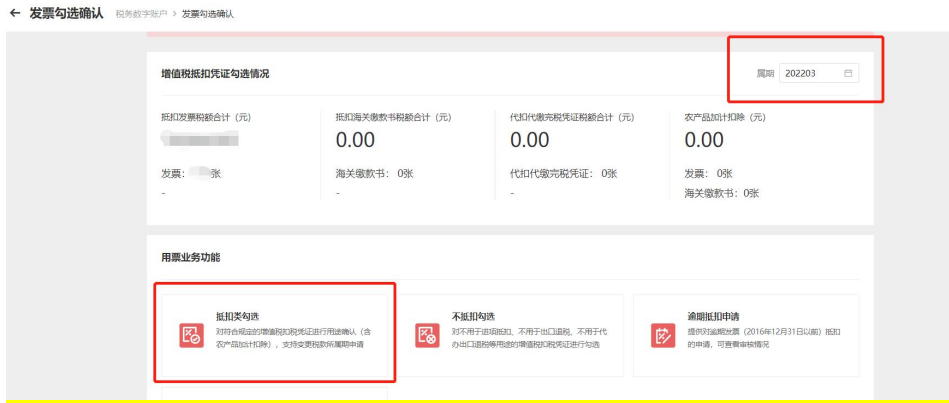 ← 发票勾选确认 税务数字账户 > 发票勾选确认
增值税抵扣凭证勾选情况
属期 202203
抵扣发票税额合计（元）
发票： 张
-
抵扣海关缴款书税额合计（元）
0.00
海关缴款书： 0张
-
代扣代缴完税凭证税额合计（元）
0.00
代扣代缴完税凭证： 0张
-
农产品加计扣除（元）
0.00
发票： 0张
海关缴款书：0张
用票业务功能
抵扣类勾选
对符合规定的增值税扣税凭证进行用途确认（含
农产品加计扣除），支持变更税款所属期申请
不抵扣勾选
对不用于进项抵扣、不用于出口退税、不用于代
办出口退税等用途的增值税扣税凭证进行勾选
逾期抵扣申请
提供对逾期发票（2016年12月31日以前）抵扣
的申请，可查看审核情况